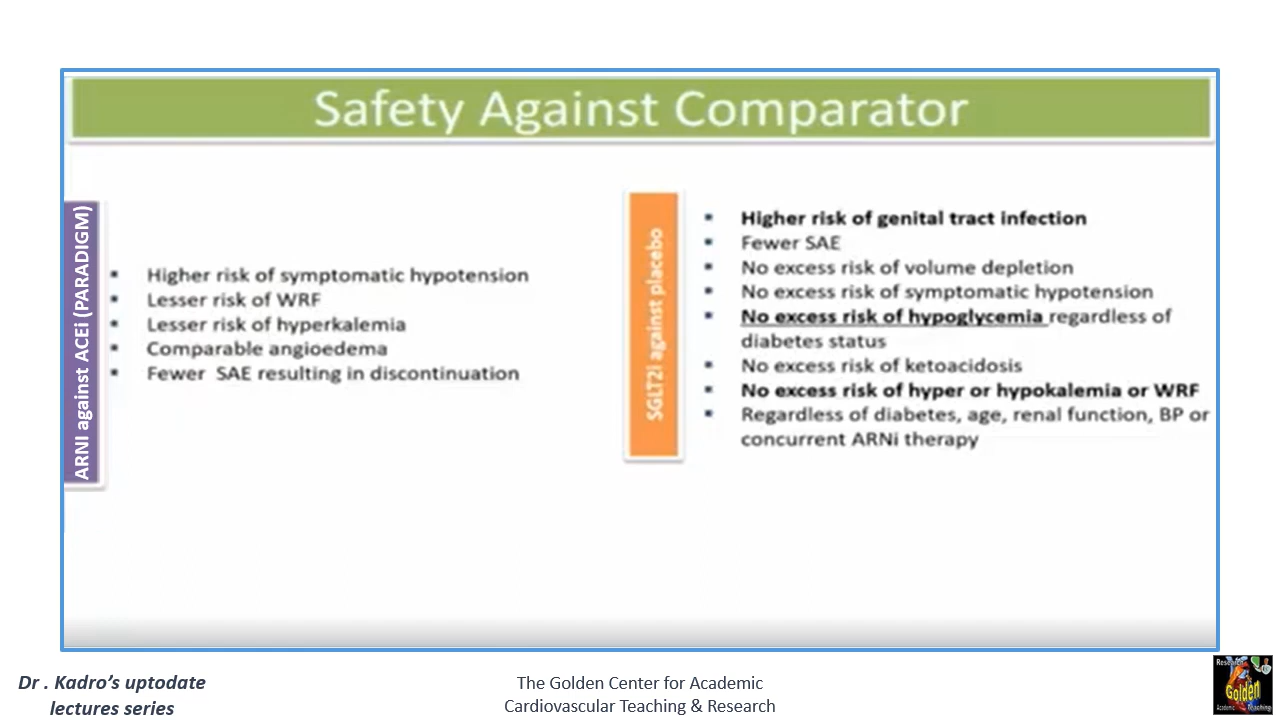 Safety Against Comparator
ARNI against ACEi (PARADIGM)
▪ Higher risk of symptomatic hypotension
▪ Lesser risk of WRF
▪ Lesser risk of hyperkalemia
▪ Comparable angioedema
▪ Fewer SAE resulting in discontinuation
SGLT2i against placebo
▪ Higher risk of genital tract infection
▪ Fewer SAE
▪ No excess risk of volume depletion
▪ No excess risk of symptomatic hypotension
▪ No excess risk of hypoglycemia regardless of
diabetes status
▪ No excess risk of ketoacidosis
▪ No excess risk of hyper or hypokalemia or WRF
▪ Regardless of diabetes, age, renal function, BP or
concurrent ARNi therapy
Dr . Kadro's uptodate
lectures series
The Golden Center for Academic
Cardiovascular Teaching & Research
Research
Golden
Academic Teaching